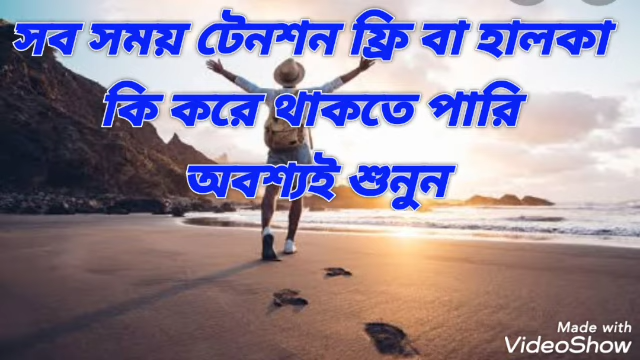 সব সময় টেনশন ফ্রি বা হালকা
কি করে থাকতে পারি
অবশ্যই শুনুন
Made with
VideoShow